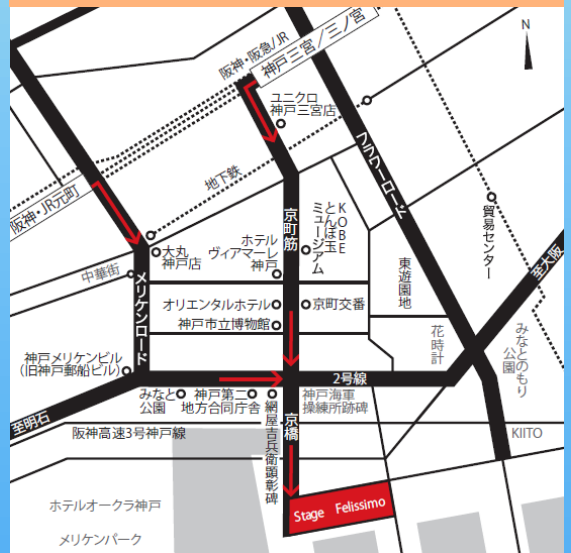 N
阪神・阪急/JR
神戸三宮／三ノ宮
ユニクロ
神戸三宮店
フラワーロード
地下鉄
阪神・JR元町
京町筋
KOBE
とんぼ玉
ミュージアム
貿易センター
大丸
神戸店
ホテル
ヴィアマーレ
神戸
東遊園地
至大阪
中華街
メリケンロード
オリエンタルホテル
京町交番
神戸市立博物館
花時計
みなとのもり
公園
神戸メリケンビル
（旧神戸郵船ビル）
2号線
みなと
公園
神戸第二
地方合同庁舎
網屋吉兵衛顕彰碑
京橋
神戸海軍
操練所跡碑
至明石
阪神高速3号神戸線
KIITO
ホテルオークラ神戸
Stage Felissimo
メリケンパーク